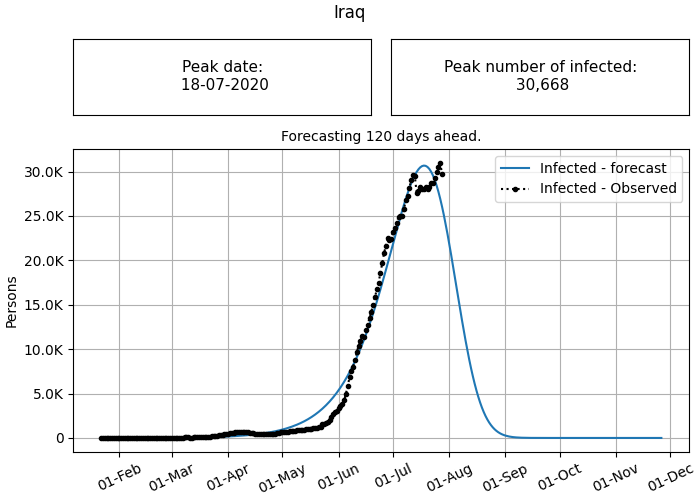 Iraq
Peak date:
18-07-2020
Peak number of infected:
30,668
Forecasting 120 days ahead.
Infected - forecast
Infected - Observed
30.0K
25.0K
20.0K
15.0K
10.0K
5.0K
0
Persons
01-Feb
01-Mar
01-Apr
01-May
01-Jun
01-Jul
01-Aug
01-Sep
01-Oct
01-Nov
01-Dec